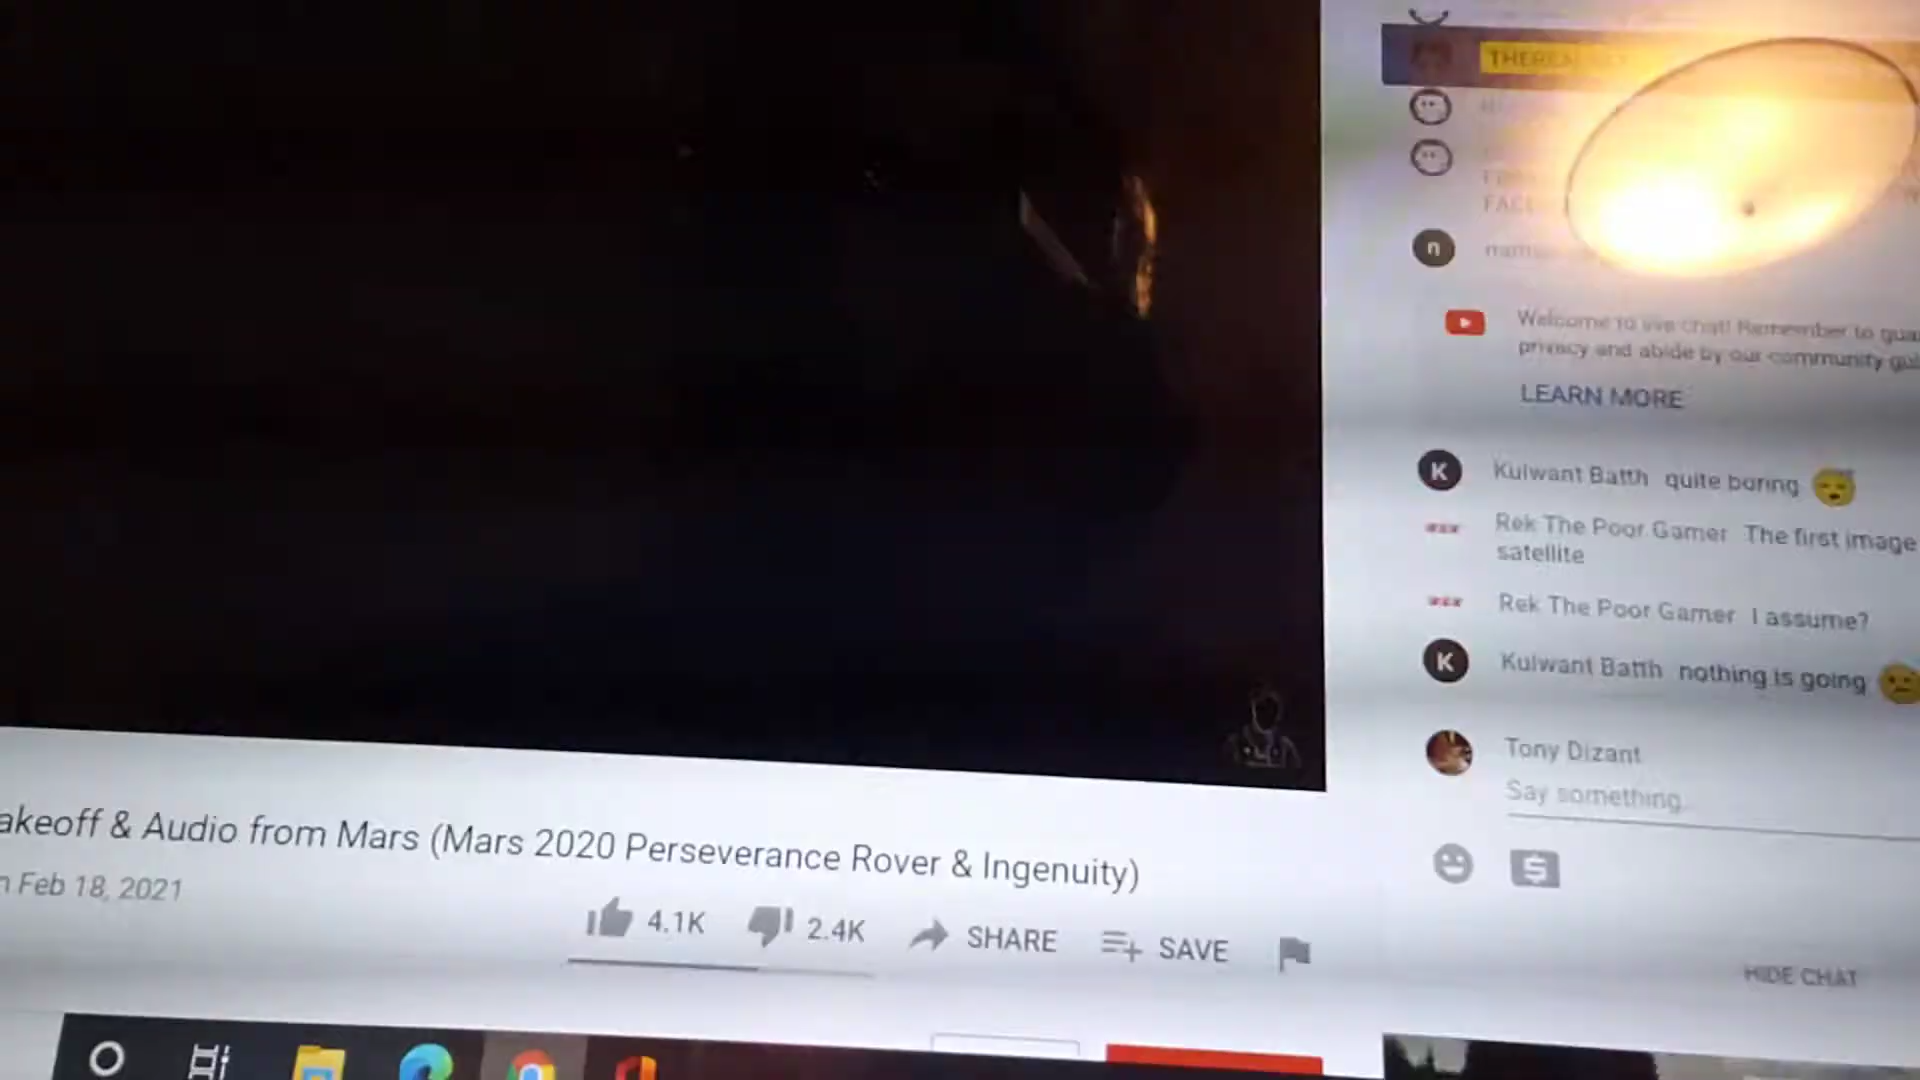 akeoff & Audio from Mars (Mars 2020 Perseverance Rover & Ingenuity)
Feb 18, 2021
4.1K
2.4K
SHARE
SAVE
n
Welcome to live chat! Remember to gua
privacy and abide by our community gui
LEARN MORE
K
Kulwant Batth quite boring
Rek The Poor Gamer The first image
satellite
Rek The Poor Gamer I assume?
K
Kulwant Batth nothing is going
Tony Dizant
Say something.
HIDE CHAT